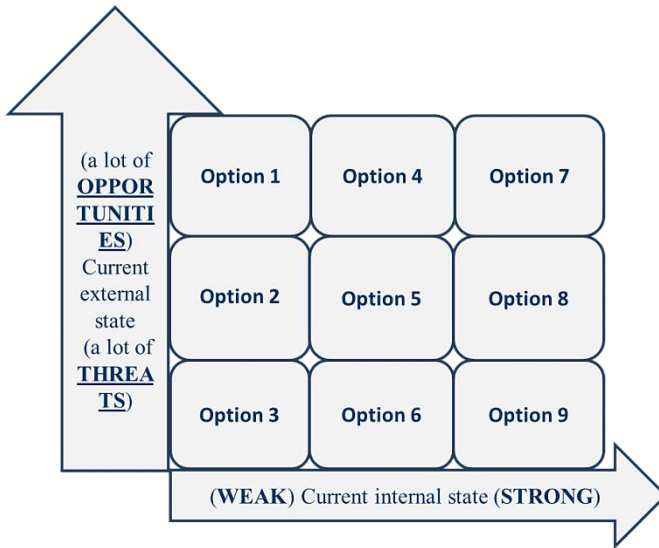 (a lot of
OPPOR
TUNITI
ES)
Current
external
state
(a lot of
THREA
TS)
Option 1
Option 4
Option 7
Option 2
Option 5
Option 8
Option 3
Option 6
Option 9
(WEAK) Current internal state (STRONG)